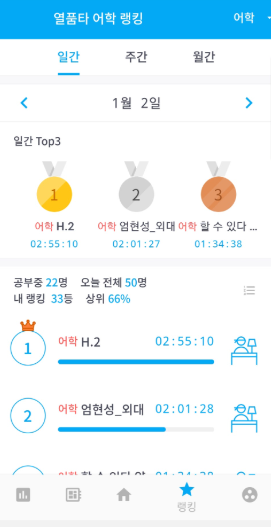 열품타 어학 랭킹 어학
일간 주간 월간
1월 2일
일간 Top3
1 2 3
어학 H.2 어학 엄현성_외대 어학 할 수 있다 ...
02:55:10 02:01:27 01:34:38
공부중 22명 오늘 전체 50명
내 랭킹 33등 상위 66%
1 어학 H.2 02:55:10
2 어학 엄현성_외대 02:01:28
랭킹